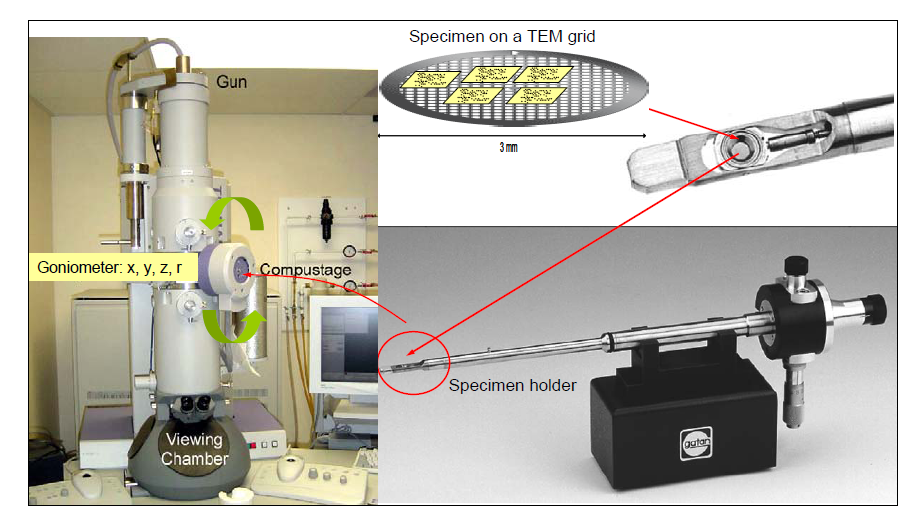 Specimen on a TEM grid
3 mm
Gun
Goniometer: x, y, z, r
Compustage
Specimen holder
Viewing
Chamber
gatan